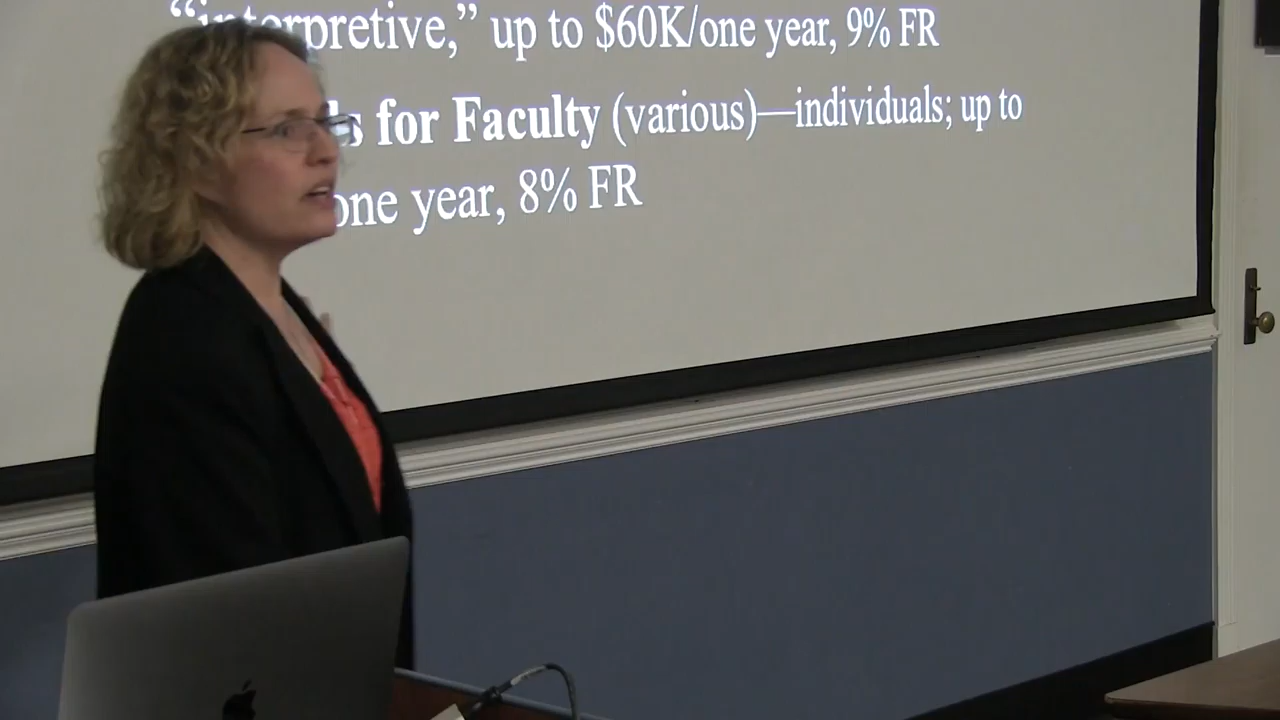 “interpretive,” up to $60K/one year, 9% FR
for Faculty (various)—individuals; up to
one year, 8% FR